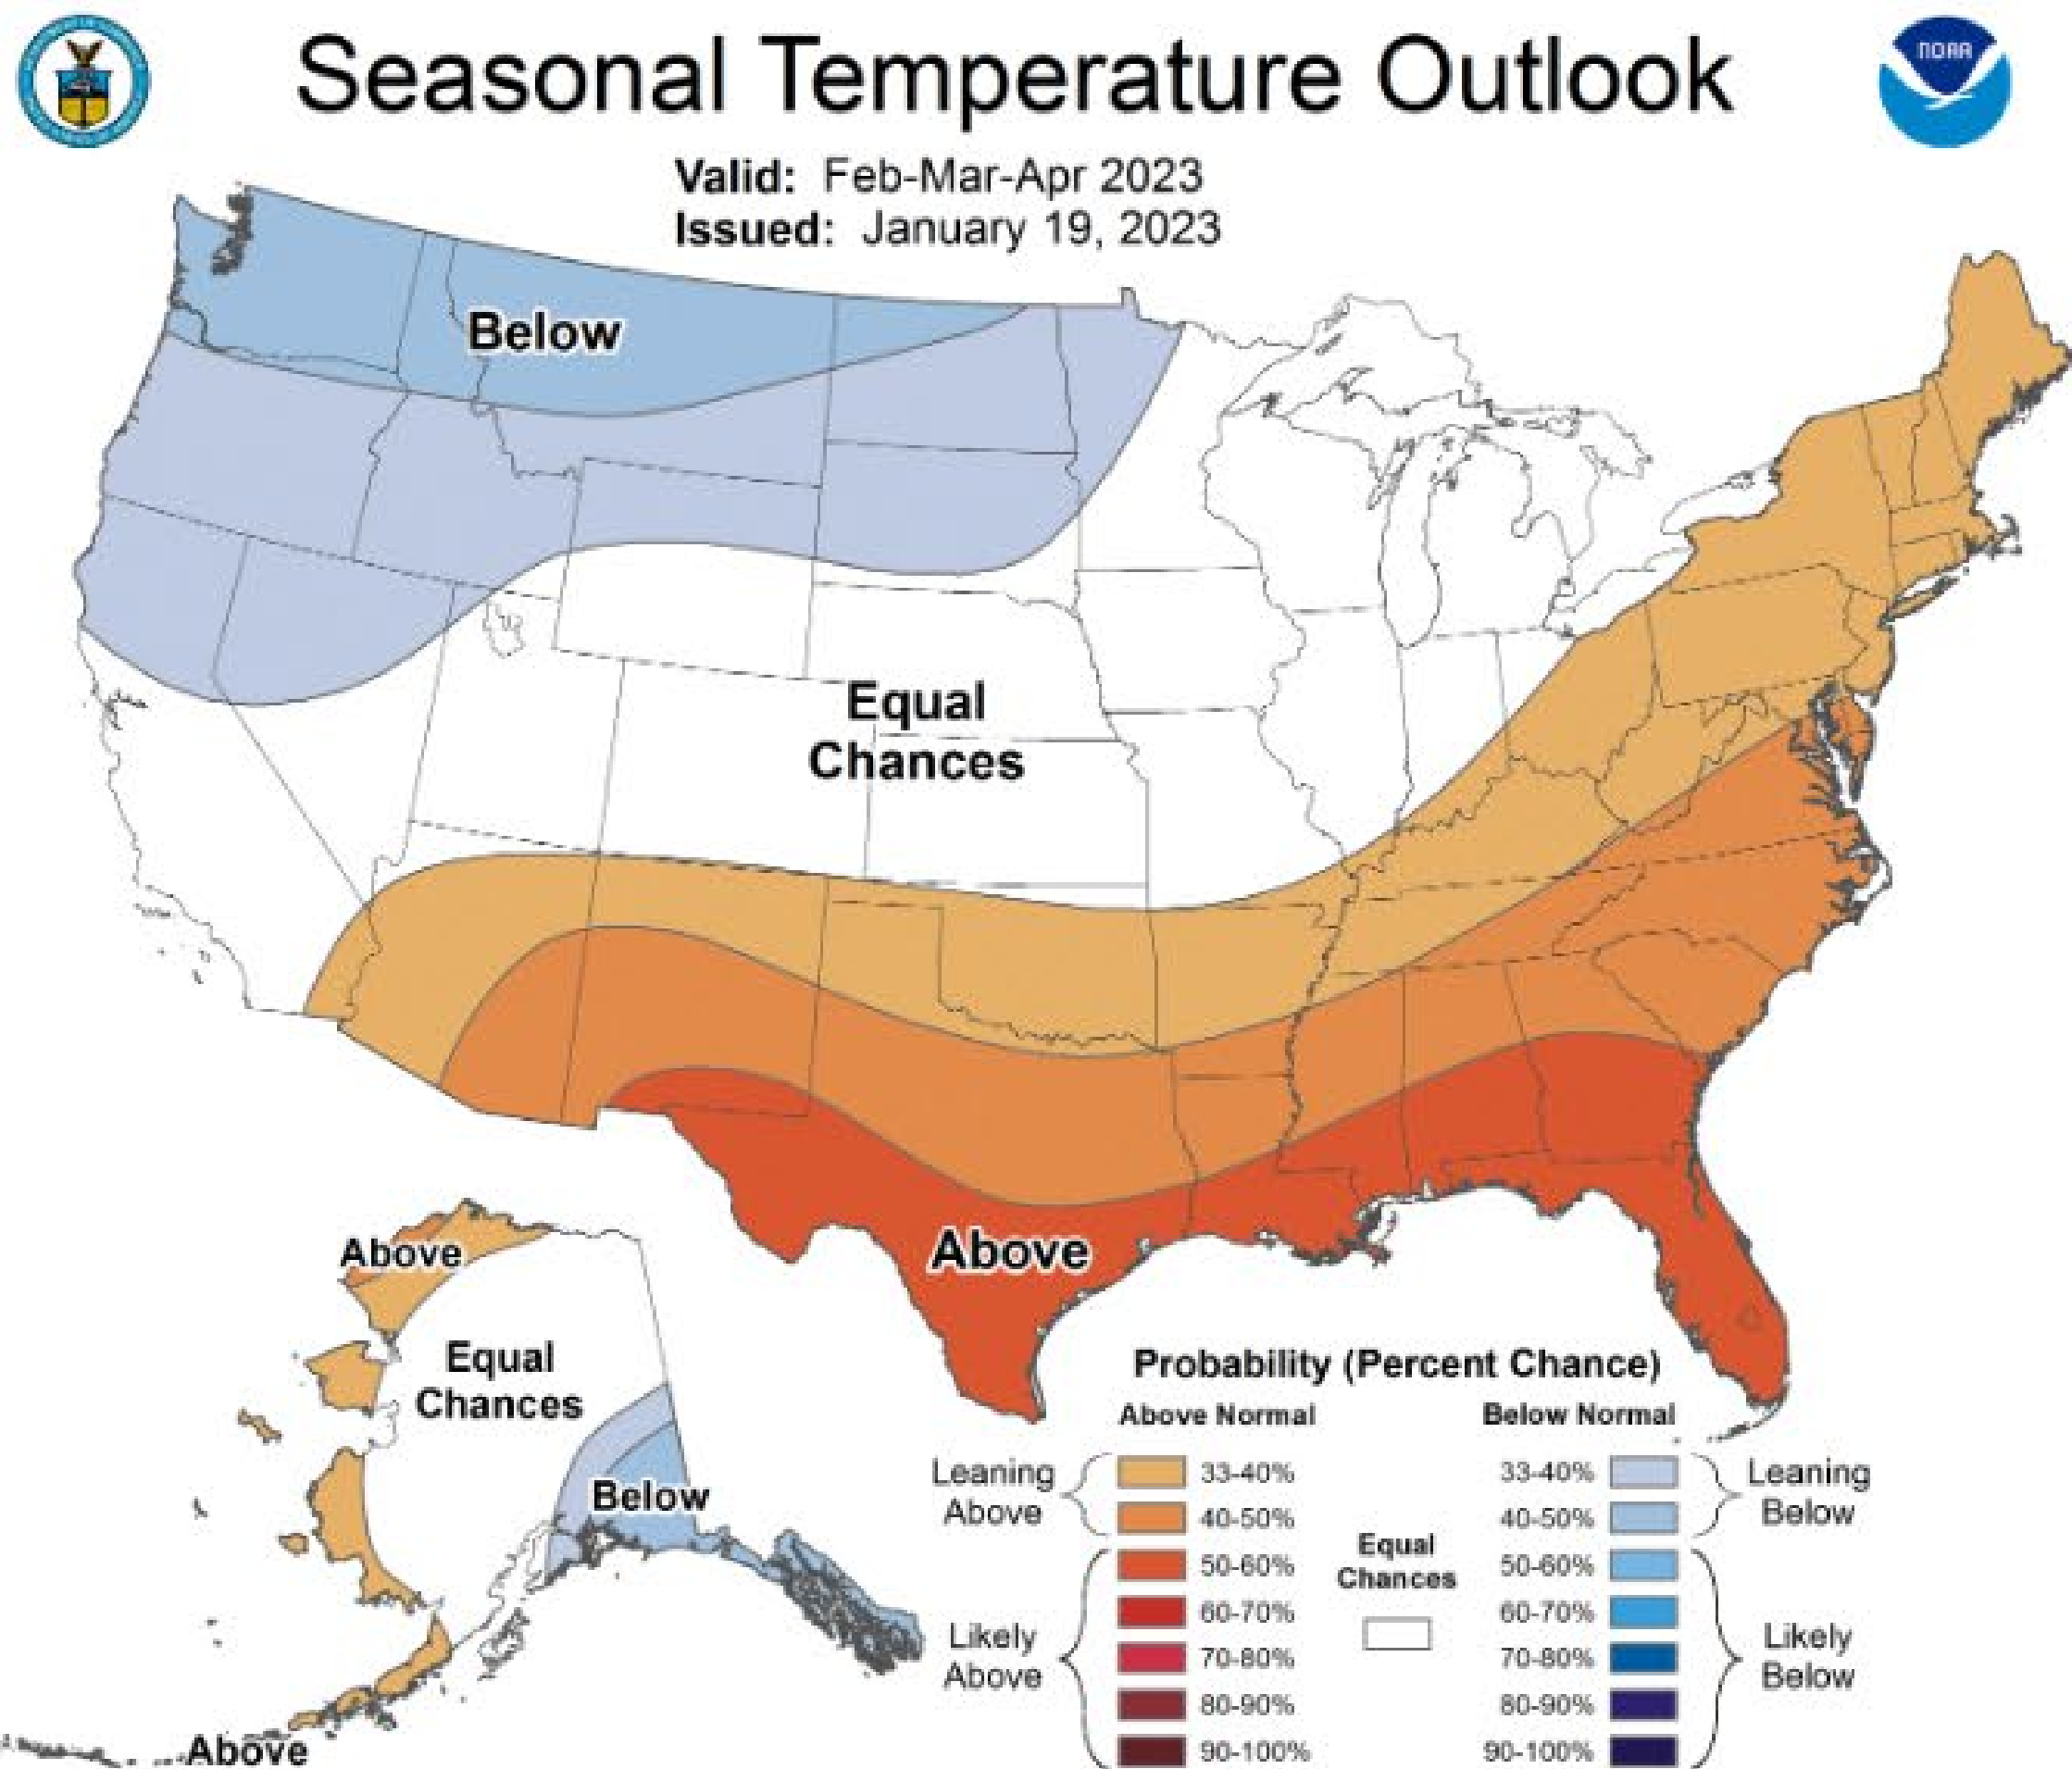 NOAA
Seasonal Temperature Outlook
Valid: Feb-Mar-Apr 2023
Issued: January 19, 2023
Below
Equal
Chances
Above
Above
Equal
Chances
Below
Above
Probability (Percent Chance)
Above Normal
Below Normal
Leaning
Above
33-40%
40-50%
Likely
Above
50-60%
60-70%
70-80%
80-90%
90-100%
Equal
Chances
33-40%
40-50%
Leaning
Below
50-60%
60-70%
70-80%
80-90%
90-100%
Likely
Below